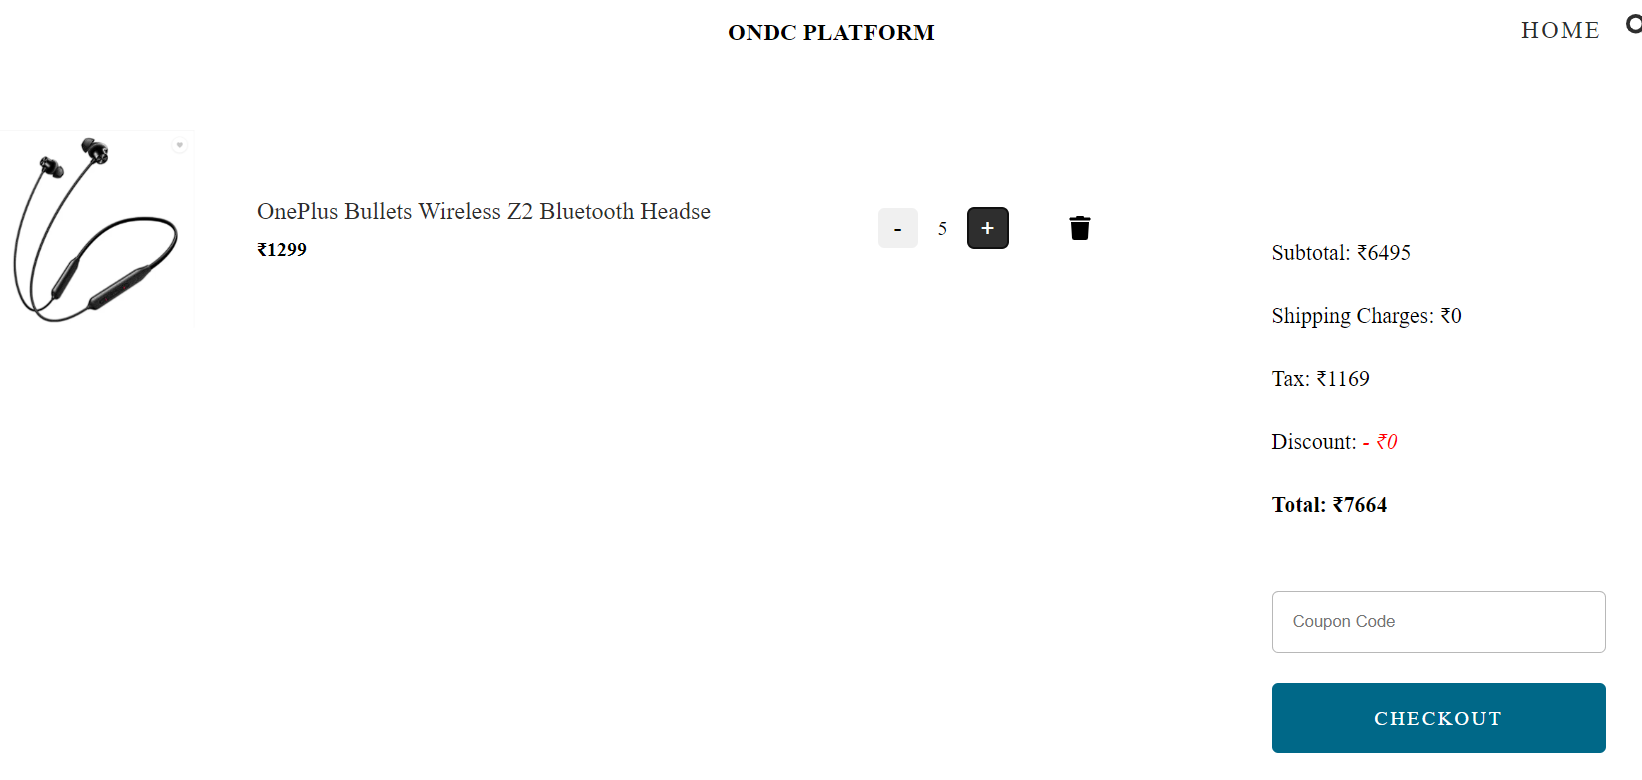 ONDC PLATFORM
HOME
OnePlus Bullets Wireless Z2 Bluetooth Headse
₹1299
- 5 +
Subtotal: ₹6495
Shipping Charges: ₹0
Tax: ₹1169
Discount: - ₹0
Total: ₹7664
Coupon Code
CHECKOUT